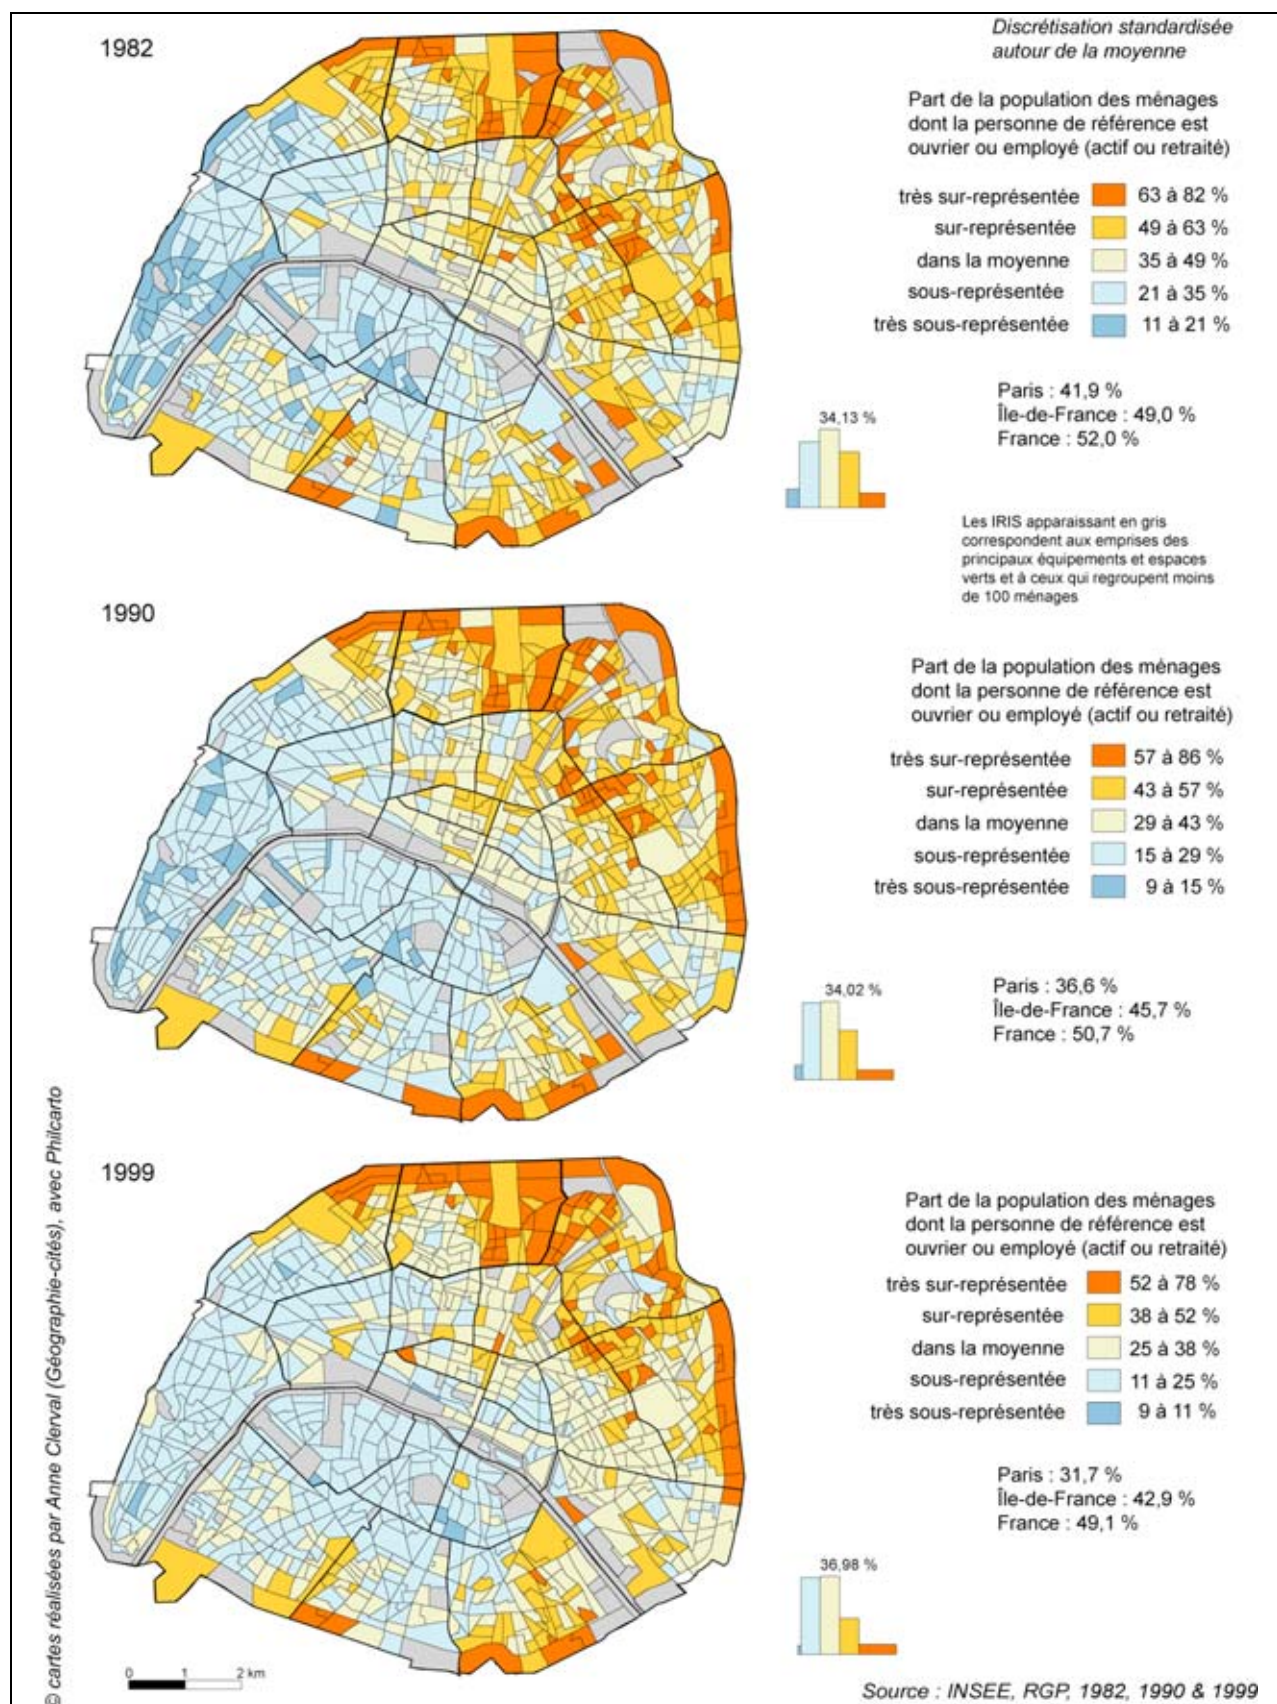 1982
Discrétisation standardisée
autour de la moyenne
Part de la population des ménages
dont la personne de référence est
ouvrier ou employé (actif ou retraité)
très sur-représentée 63 à 82 %
sur-représentée 49 à 63 %
dans la moyenne 35 à 49 %
sous-représentée 21 à 35 %
très sous-représentée 11 à 21 %
34,13 %
Paris : 41,9 %
Île-de-France : 49,0 %
France : 52,0 %
Les IRIS apparaissant en gris
correspondent aux emprises des
principaux équipements et espaces
verts et à ceux qui regroupent moins
de 100 ménages
1990
Part de la population des ménages
dont la personne de référence est
ouvrier ou employé (actif ou retraité)
très sur-représentée 57 à 86 %
sur-représentée 43 à 57 %
dans la moyenne 29 à 43 %
sous-représentée 15 à 29 %
très sous-représentée 9 à 15 %
34,02 %
Paris : 36,6 %
Île-de-France : 45,7 %
France : 50,7 %
1999
Part de la population des ménages
dont la personne de référence est
ouvrier ou employé (actif ou retraité)
très sur-représentée 52 à 78 %
sur-représentée 38 à 52 %
dans la moyenne 25 à 38 %
sous-représentée 11 à 25 %
très sous-représentée 9 à 11 %
36,98 %
Paris : 31,7 %
Île-de-France : 42,9 %
France : 49,1 %
0 1 2 km
Source : INSEE, RGP, 1982, 1990 & 1999
© cartes réalisées par Anne Clerval (Géographie-cités), avec Philcarto